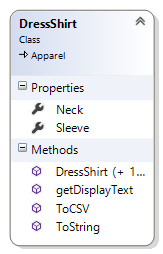 DressShirt
Class
Apparel
Properties
Neck
Sleeve
Methods
DressShirt (+ 1...
getDisplayText
ToCSV
ToString